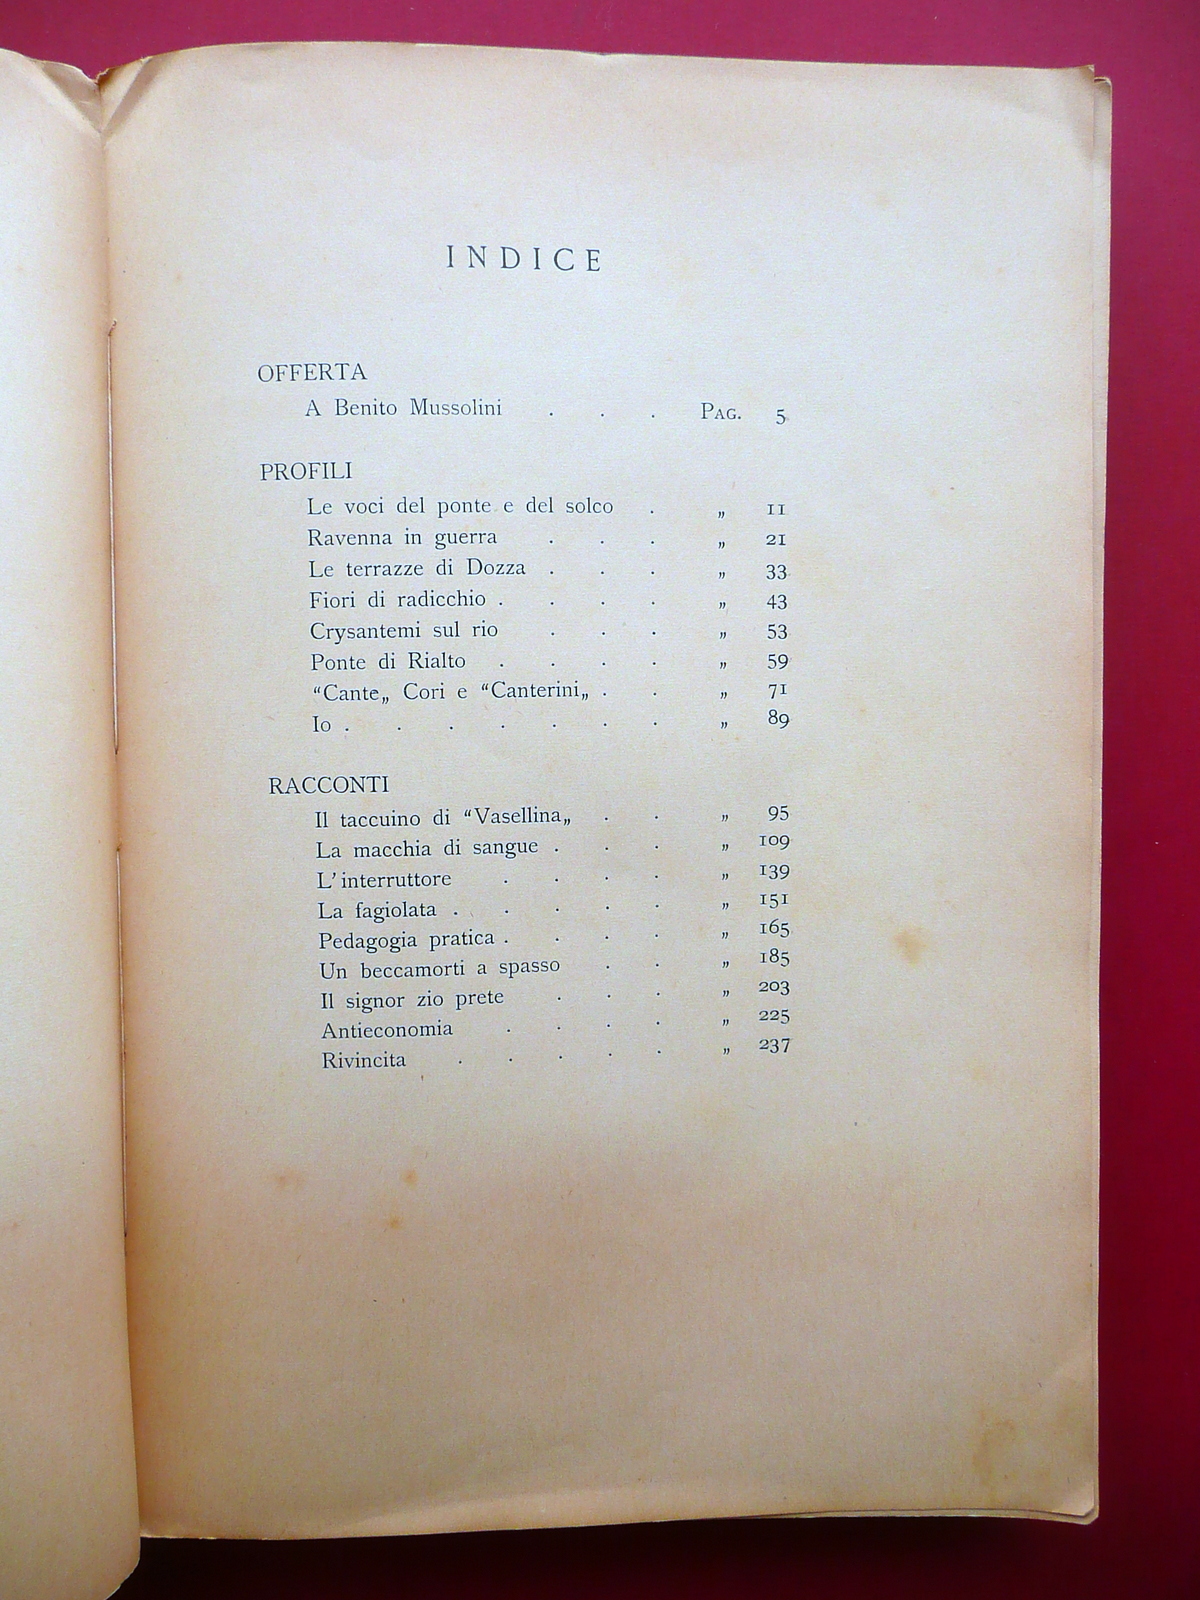 INDICE
OFFERTA
A Benito Mussolini . . . PAG. 5
PROFILI
Le voci del ponte e del solco . „ 11
Ravenna in guerra . . . „ 21
Le terrazze di Dozza . . . „ 33
Fiori di radicchio . . . . „ 43
Crysantemi sul rio . . . „ 53
Ponte di Rialto . . . . „ 59
“Cante„ Cori e “Canterini„ . . „ 71
Io . . . . . . . „ 89
RACCONTI
Il taccuino di “Vasellina„ . . „ 95
La macchia di sangue . . . „ 109
L'interruttore . . . . „ 139
La fagiolata . . . . . „ 151
Pedagogia pratica . . . . „ 165
Un beccamorti a spasso . . „ 185
Il signor zio prete . . . „ 203
Antieconomia . . . . „ 225
Rivincita . . . . . „ 237